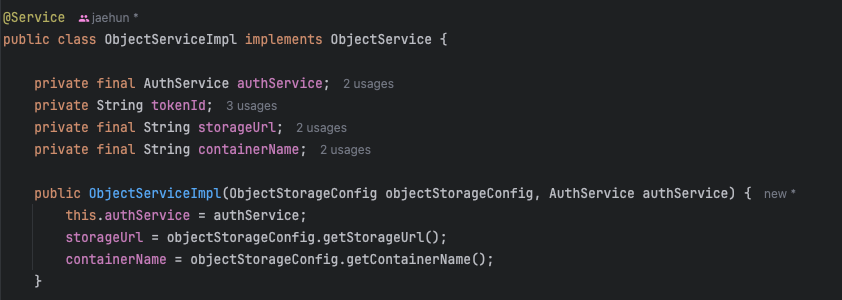 @Service jaehun *
public class ObjectServiceImpl implements ObjectService {
private final AuthService authService; 2 usages
private String tokenId; 3 usages
private final String storageUrl; 2 usages
private final String containerName; 2 usages
public ObjectServiceImpl(ObjectStorageConfig objectStorageConfig, AuthService authService) { new *
this.authService = authService;
storageUrl = objectStorageConfig.getStorageUrl();
containerName = objectStorageConfig.getContainerName();
}